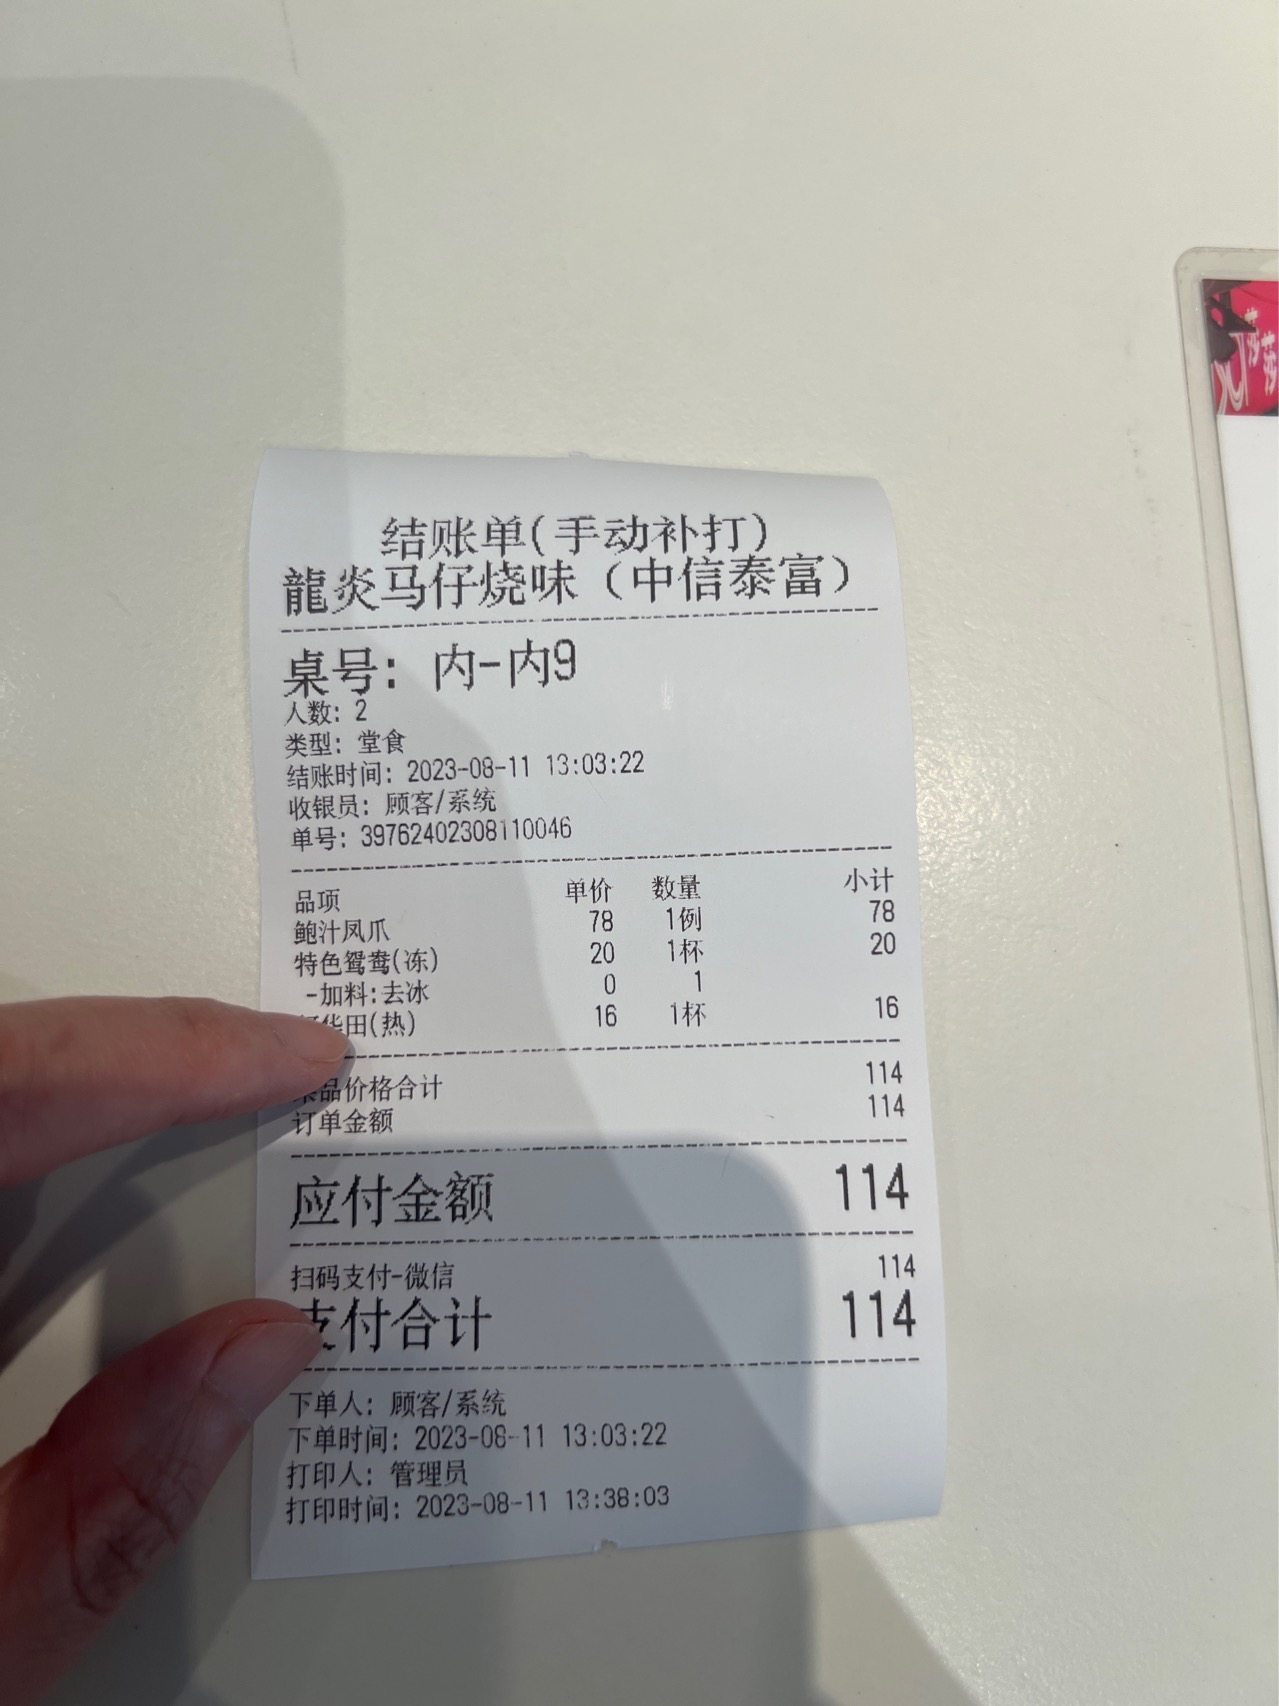 结账单(手动补打)
龍炎马仔烧味（中信泰富）
桌号: 内-内9
人数: 2
类型: 堂食
结账时间: 2023-08-11 13:03:22
收银员: 顾客/系统
单号: 39762402308110046
品项 单价 数量 小计
鲍汁凤爪 78 1例 78
特色鸳鸯(冻) 20 1杯 20
-加料:去冰 0 1
华田(热) 16 1杯 16
品价格合计 114
订单金额 114
应付金额 114
扫码支付-微信 114
支付合计 114
下单人: 顾客/系统
下单时间: 2023-08-11 13:03:22
打印人: 管理员
打印时间: 2023-08-11 13:38:03
莎莎